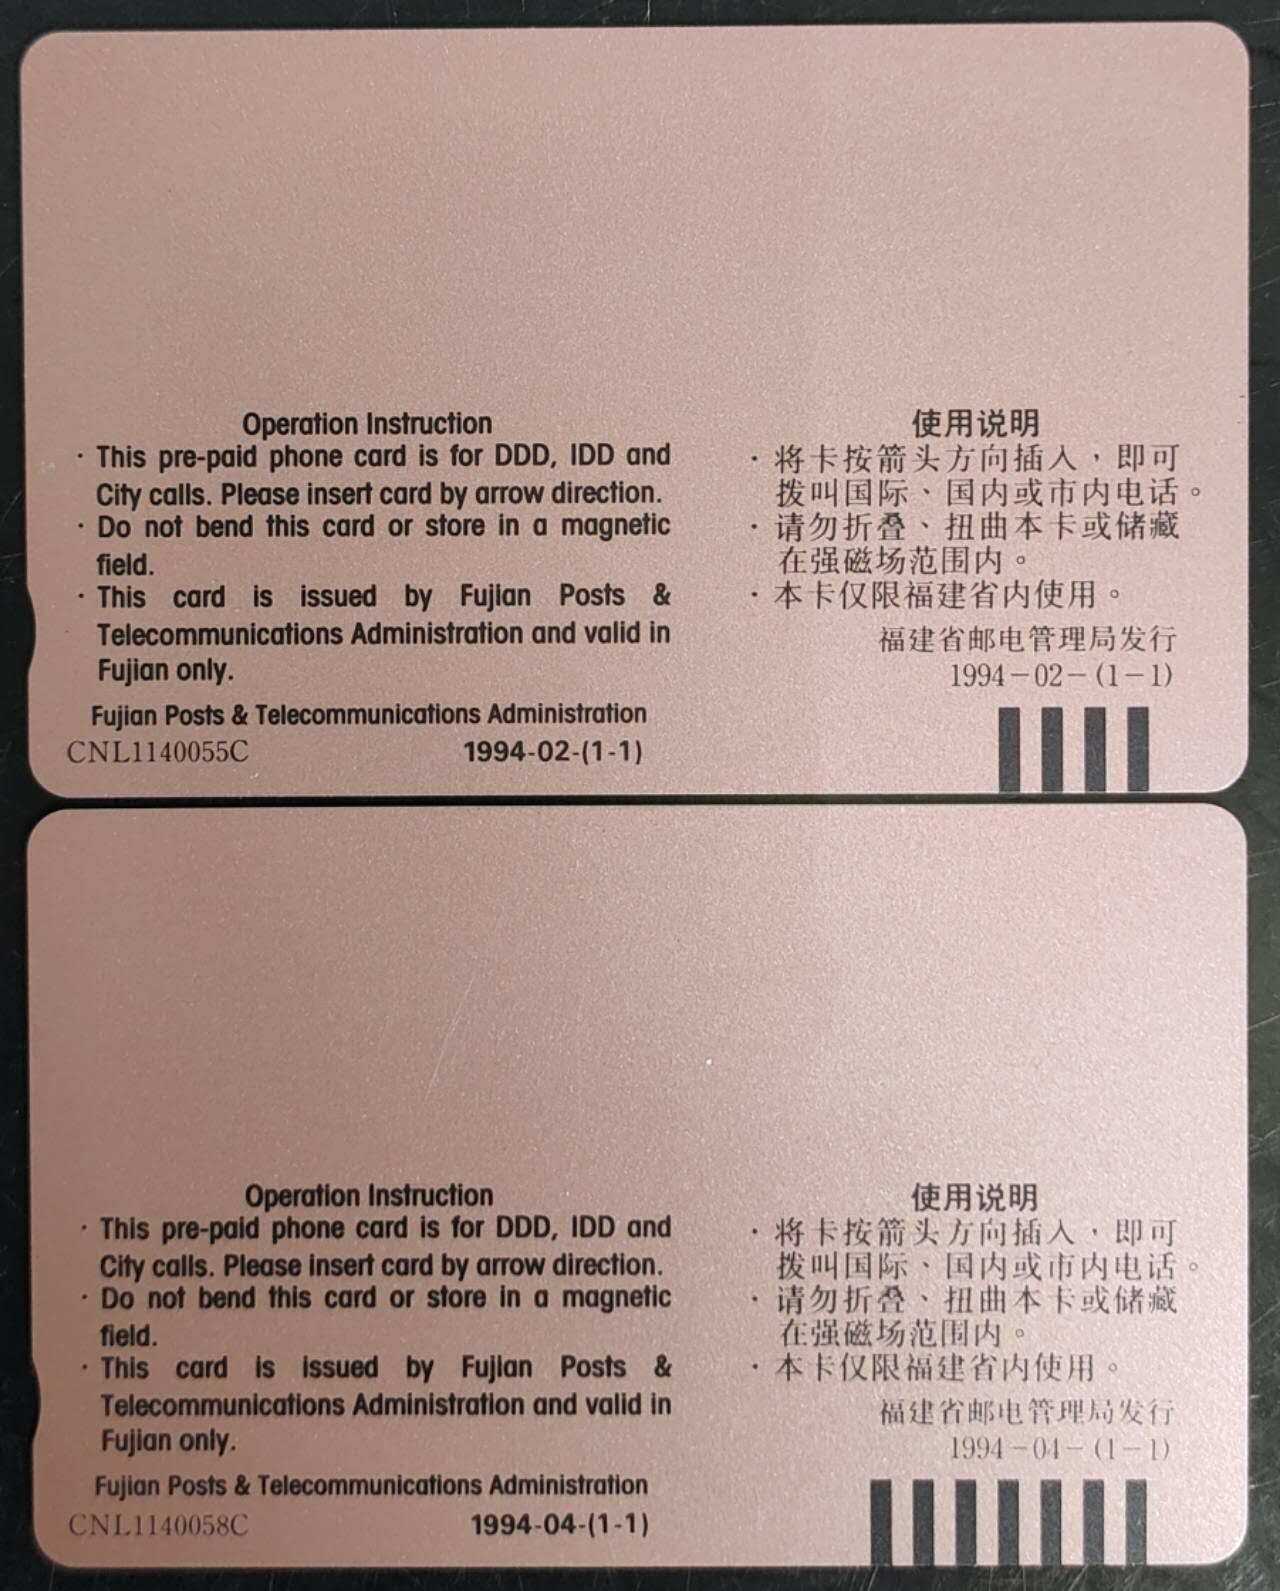 Operation Instruction
· This pre-paid phone card is for DDD, IDD and
City calls. Please insert card by arrow direction.
· Do not bend this card or store in a magnetic
field.
· This card is issued by Fujian Posts &
Telecommunications Administration and valid in
Fujian only.
Fujian Posts & Telecommunications Administration
CNL1140055C 1994-02-(1-1)
使用说明
· 将卡按箭头方向插入，即可
拨叫国际、国内或市内电话。
· 请勿折叠、扭曲本卡或储藏
在强磁场范围内。
· 本卡仅限福建省内使用。
福建省邮电管理局发行
1994-02-(1-1)
Operation Instruction
· This pre-paid phone card is for DDD, IDD and
City calls. Please insert card by arrow direction.
· Do not bend this card or store in a magnetic
field.
· This card is issued by Fujian Posts &
Telecommunications Administration and valid in
Fujian only.
Fujian Posts & Telecommunications Administration
CNL1140058C 1994-04-(1-1)
使用说明
· 将卡按箭头方向插入，即可
拨叫国际、国内或市内电话。
· 请勿折叠、扭曲本卡或储藏
在强磁场范围内。
· 本卡仅限福建省内使用。
福建省邮电管理局发行
1994-04-(1-1)